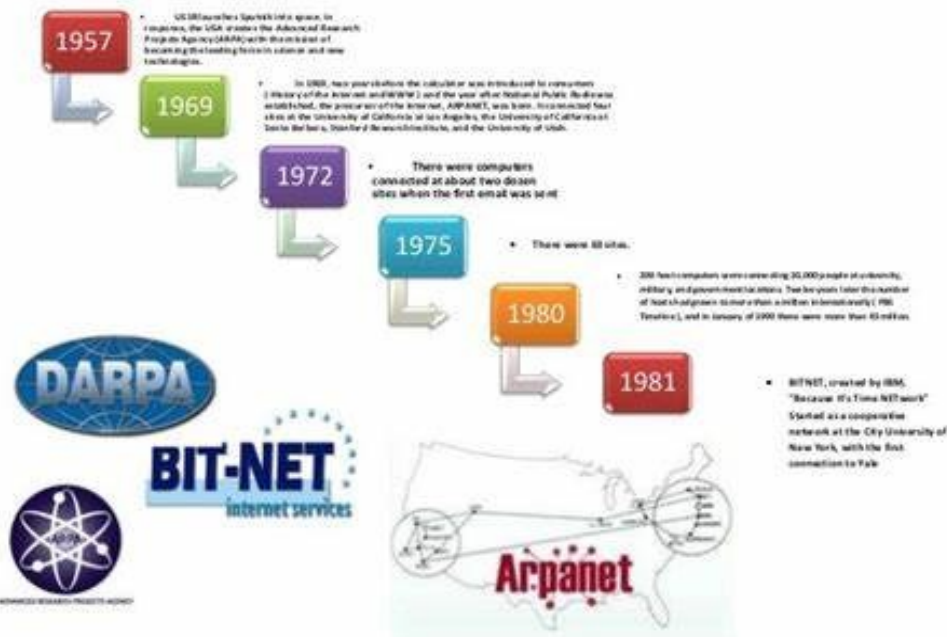 1957
USSR launches Sputnik into space. In
response, the USA creates the Advanced Research
Projects Agency (ARPA) with the mission of
becoming the leading force in science and new
technologies.
1969
In 1969, two years before the calculator was introduced to consumers
( History of the Internet and WWW ) and the year after National Public Radio was
established, the precursor of the Internet, ARPANET, was born. It connected four
sites at the University of California at Los Angeles, the University of California at
Santa Barbara, Stanford Research Institute, and the University of Utah.
1972
There were computers
connected at about two dozen
sites when the first email was sent
1975
There were 63 sites.
1980
computers were connecting 20,000 people at university,
military, and government locations. Twelve years later the number
of host had grown to more than a million internationally ( PBS
Timeline ), and in January of there were more than 43 million.
1981
BITNET, created by IBM.
"Because It's Time NETwork"
Started as a cooperative
network at the City University of
New York, with the first
connection to Yale
DARPA
BIT-NET
internet services
ARPA
ADVANCED RESEARCH PROJECTS AGENCY
Arpanet